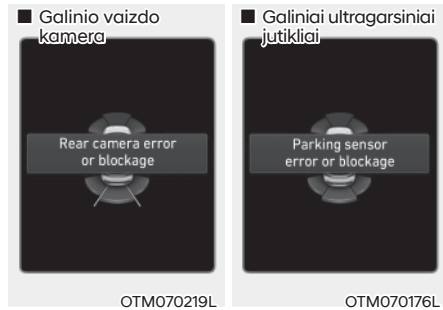 ■ Galinio vaizdo
kamera
Rear camera error
or blockage
OTM070219L
■ Galiniai ultragarsiniai
jutikliai
Parking sensor
error or blockage
OTM070176L